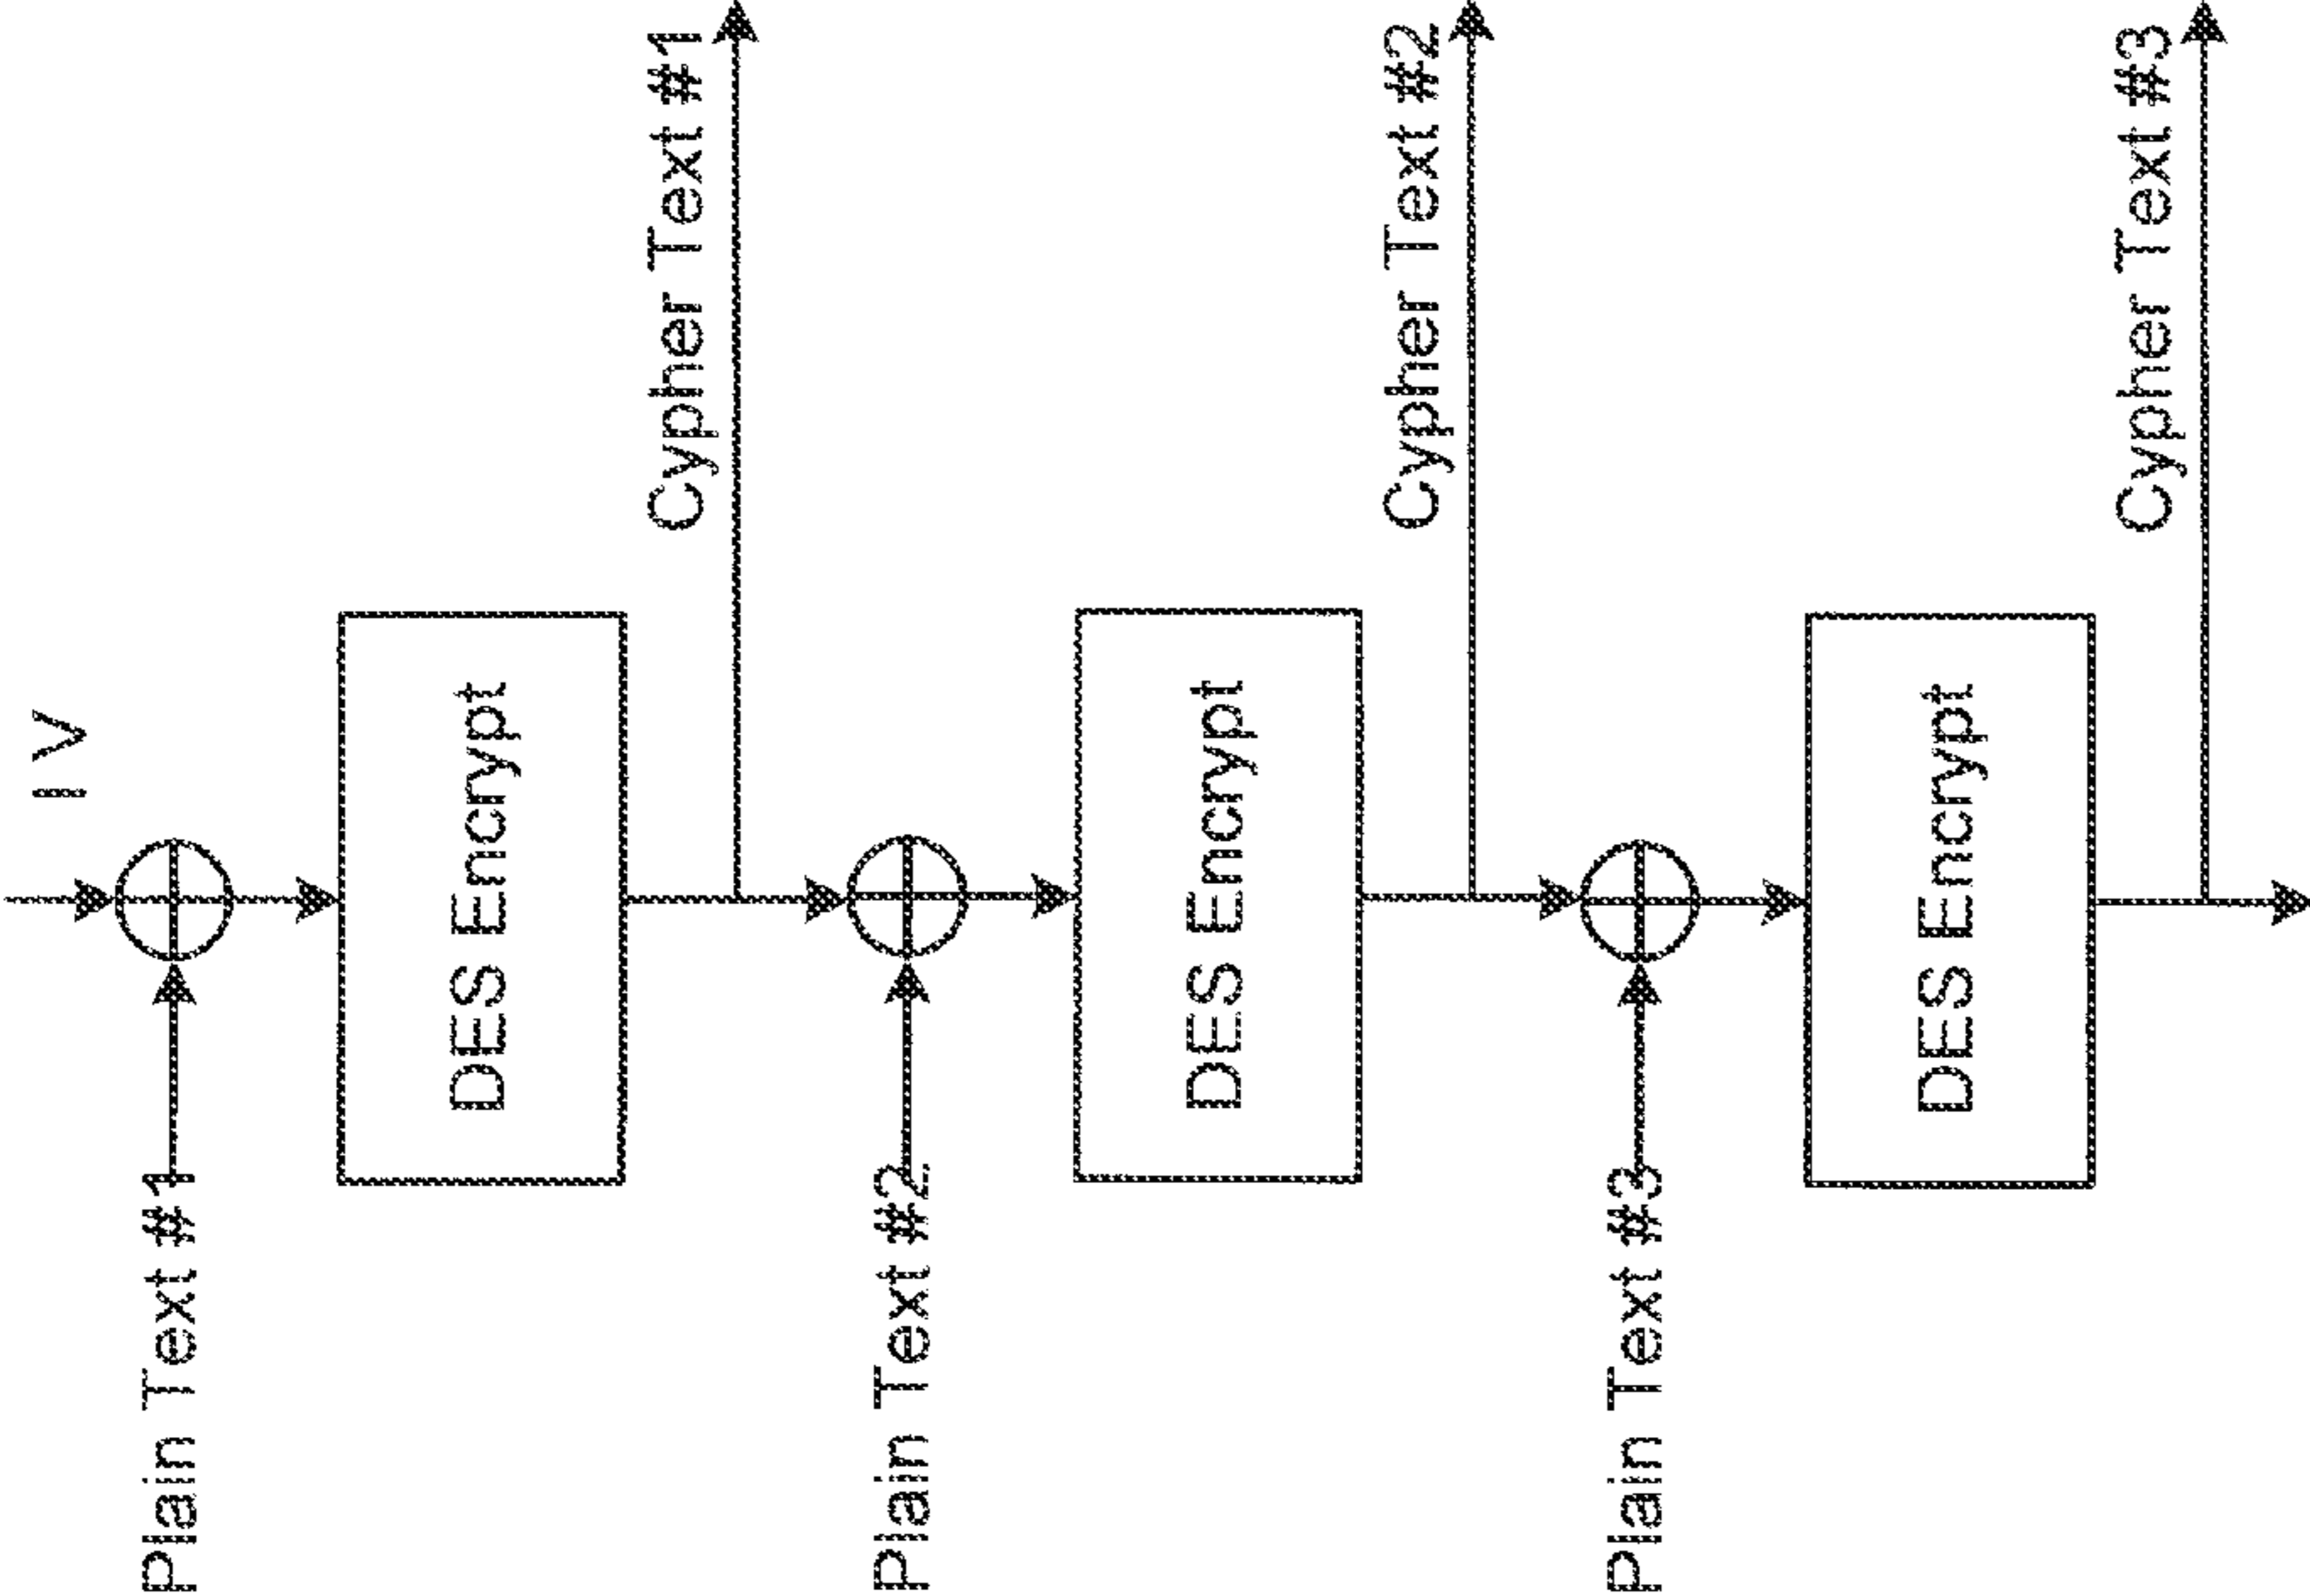 IV
Plain Text #1
DES Encrypt
Cypher Text #1
Plain Text #2
DES Encrypt
Cypher Text #2
Plain Text #3
DES Encrypt
Cypher Text #3